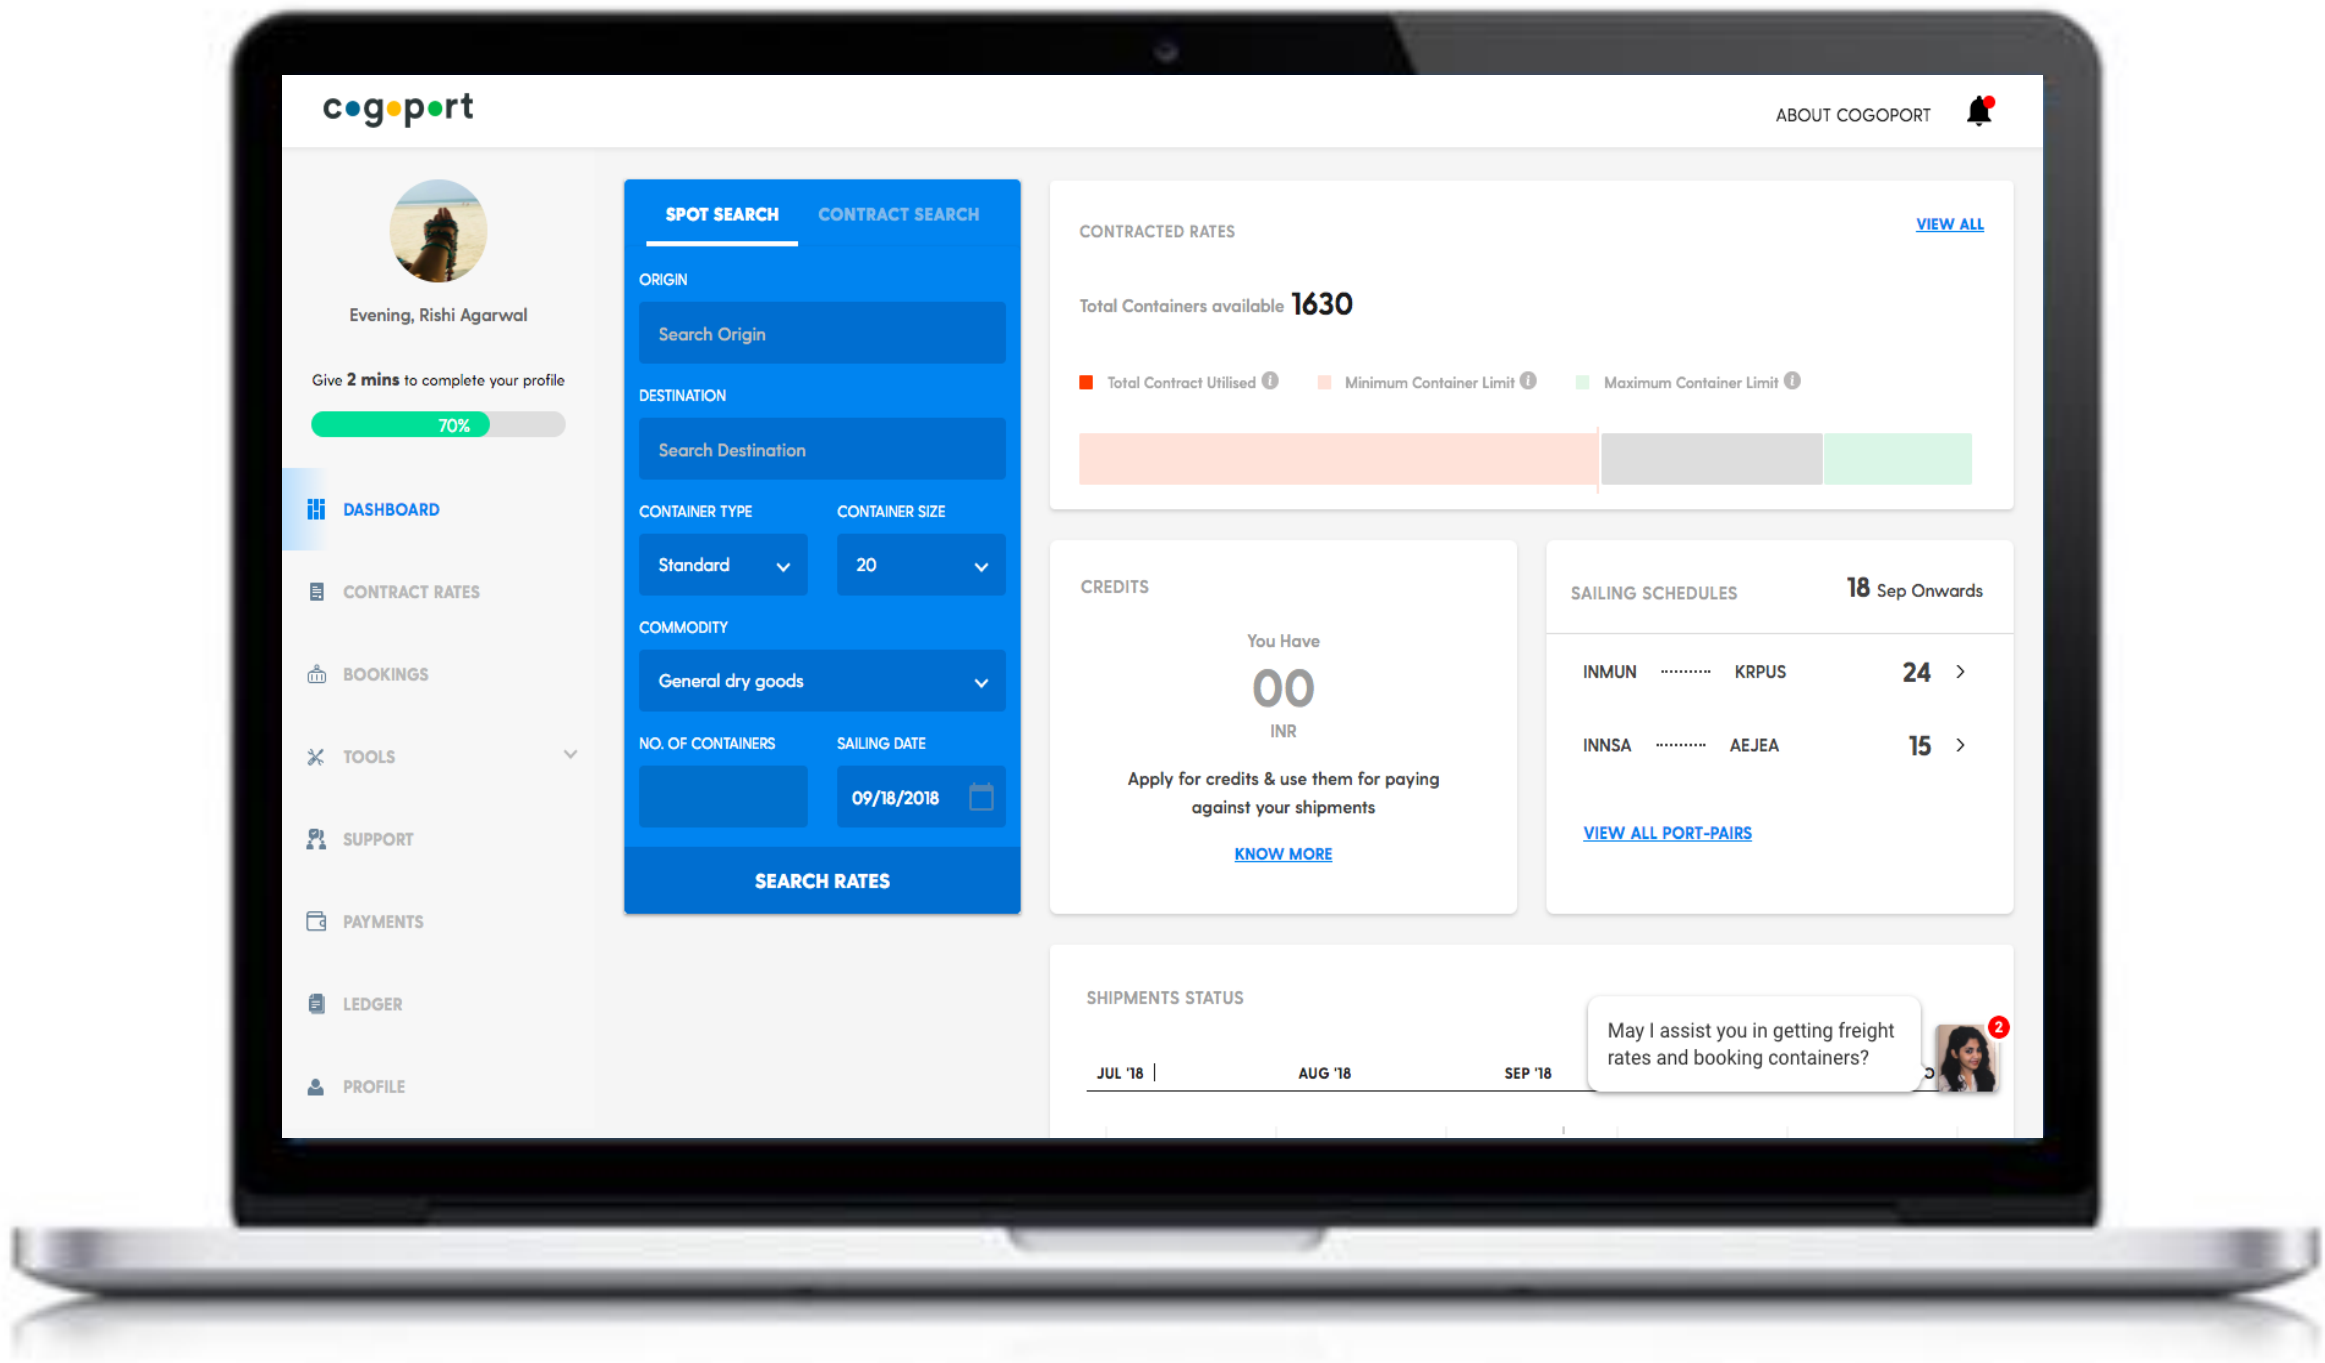 cogoport
ABOUT COGOPORT
Evening, Rishi Agarwal
Give 2 mins to complete your profile
70%
DASHBOARD
CONTRACT RATES
BOOKINGS
TOOLS
SUPPORT
PAYMENTS
LEDGER
PROFILE
SPOT SEARCH CONTRACT SEARCH
ORIGIN
Search Origin
DESTINATION
Search Destination
CONTAINER TYPE CONTAINER SIZE
Standard 20
COMMODITY
General dry goods
NO. OF CONTAINERS SAILING DATE
09/18/2018
SEARCH RATES
CONTRACTED RATES VIEW ALL
Total Containers available 1630
Total Contract Utilised i Minimum Container Limit i Maximum Container Limit i
CREDITS
You Have
00
INR
Apply for credits & use them for paying
against your shipments
KNOW MORE
SAILING SCHEDULES 18 Sep Onwards
INMUN .......... KRPUS 24 >
INNSA .......... AEJEA 15 >
VIEW ALL PORT-PAIRS
SHIPMENTS STATUS
JUL '18 AUG '18 SEP '18
May I assist you in getting freight
rates and booking containers?
2